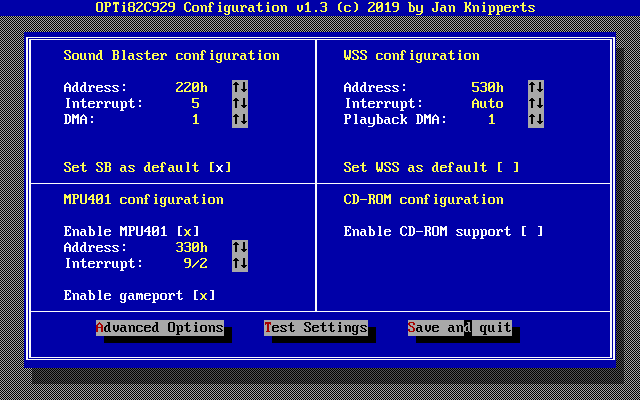 OPTi82C929 Configuration v1.3 (c) 2019 by Jan Knipperts
Sound Blaster configuration
Address: 220h ↑↓
Interrupt: 5 ↑↓
DMA: 1 ↑↓
Set SB as default [x]
WSS configuration
Address: 530h ↑↓
Interrupt: Auto ↑↓
Playback DMA: 1 ↑↓
Set WSS as default [ ]
MPU401 configuration
Enable MPU401 [x]
Address: 330h ↑↓
Interrupt: 9/2 ↑↓
Enable gameport [x]
CD-ROM configuration
Enable CD-ROM support [ ]
Advanced Options Test Settings Save and quit